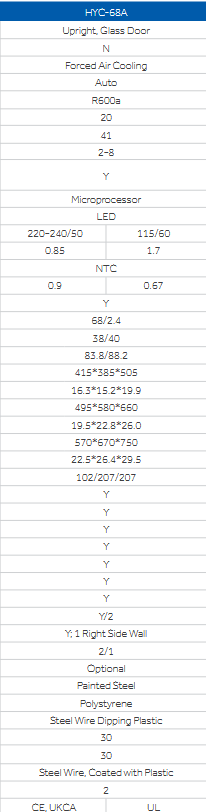 HYC-68A
Upright, Glass Door
N
Forced Air Cooling
Auto
R600a
20
41
2-8
Y
Microprocessor
LED
220-240/50 115/60
0.85 1.7
NTC
0.9 0.67
Y
68/2.4
38/40
83.8/88.2
415*385*505
16.3*15.2*19.9
495*580*660
19.5*22.8*26.0
570*670*750
22.5*26.4*29.5
102/207/207
Y
Y
Y
Y
Y
Y
Y
Y/2
Y; 1 Right Side Wall
2/1
Optional
Painted Steel
Polystyrene
Steel Wire Dipping Plastic
30
30
Steel Wire, Coated with Plastic
2
CE, UKCA UL